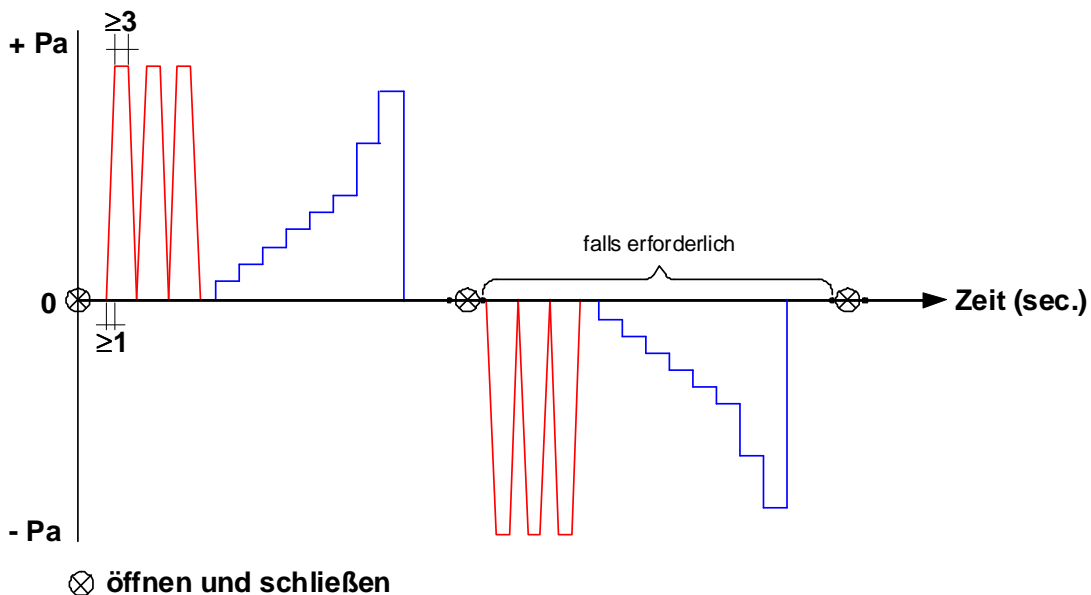 ≥3
+ Pa
falls erforderlich
0
Zeit (sec.)
≥1
- Pa
öffnen und schließen